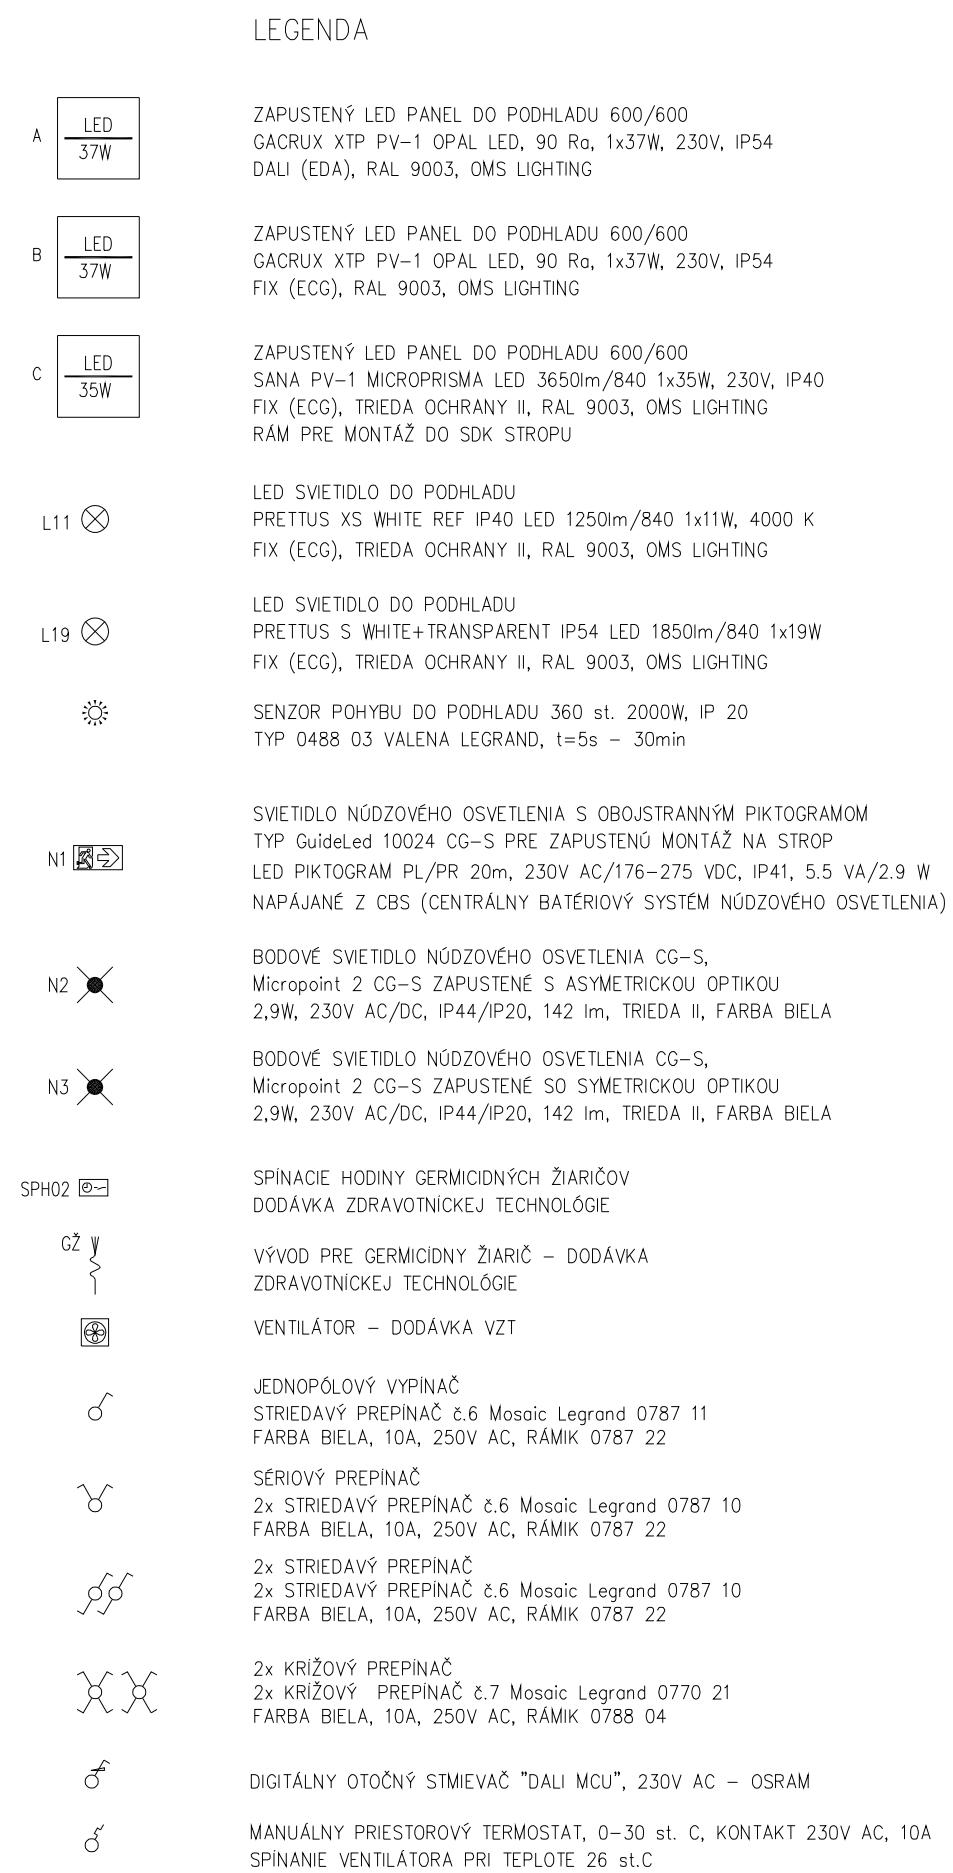 LEGENDA
A
LED
37W
ZAPUSTENÝ LED PANEL DO PODHLADU 600/600
GACRUX XTP PV-1 OPAL LED, 90 Ra, 1x37W, 230V, IP54
DALI (EDA), RAL 9003, OMS LIGHTING
B
LED
37W
ZAPUSTENÝ LED PANEL DO PODHLADU 600/600
GACRUX XTP PV-1 OPAL LED, 90 Ra, 1x37W, 230V, IP54
FIX (ECG), RAL 9003, OMS LIGHTING
C
LED
35W
ZAPUSTENÝ LED PANEL DO PODHLADU 600/600
SANA PV-1 MICROPRISMA LED 3650lm/840 1x35W, 230V, IP40
FIX (ECG), TRIEDA OCHRANY II, RAL 9003, OMS LIGHTING
RÁM PRE MONTÁŽ DO SDK STROPU
L11
LED SVIETIDLO DO PODHLADU
PRETTUS XS WHITE REF IP40 LED 1250lm/840 1x11W, 4000 K
FIX (ECG), TRIEDA OCHRANY II, RAL 9003, OMS LIGHTING
L19
LED SVIETIDLO DO PODHLADU
PRETTUS S WHITE+TRANSPARENT IP54 LED 1850lm/840 1x19W
FIX (ECG), TRIEDA OCHRANY II, RAL 9003, OMS LIGHTING
SENZOR POHYBU DO PODHLADU 360 st. 2000W, IP 20
TYP 0488 03 VALENA LEGRAND, t=5s - 30min
N1
SVIETIDLO NÚDZOVÉHO OSVETLENIA S OBOJSTRANNÝM PIKTOGRAMOM
TYP GuideLed 10024 CG-S PRE ZAPUSTENÚ MONTÁŽ NA STROP
LED PIKTOGRAM PL/PR 20m, 230V AC/176-275 VDC, IP41, 5.5 VA/2.9 W
NAPÁJANÉ Z CBS (CENTRÁLNY BATÉRIOVÝ SYSTÉM NÚDZOVÉHO OSVETLENIA)
N2
BODOVÉ SVIETIDLO NÚDZOVÉHO OSVETLENIA CG-S,
Micropoint 2 CG-S ZAPUSTENÉ S ASYMETRICKOU OPTIKOU
2,9W, 230V AC/DC, IP44/IP20, 142 lm, TRIEDA II, FARBA BIELA
N3
BODOVÉ SVIETIDLO NÚDZOVÉHO OSVETLENIA CG-S,
Micropoint 2 CG-S ZAPUSTENÉ SO SYMETRICKOU OPTIKOU
2,9W, 230V AC/DC, IP44/IP20, 142 lm, TRIEDA II, FARBA BIELA
SPH02
SPÍNACIE HODINY GERMICIDNÝCH ŽIARIČOV
DODÁVKA ZDRAVOTNÍCKEJ TECHNOLÓGIE
GŽ
VÝVOD PRE GERMICÍDNY ŽIARIČ - DODÁVKA
ZDRAVOTNÍCKEJ TECHNOLÓGIE
VENTILÁTOR - DODÁVKA VZT
JEDNOPÓLOVÝ VYPÍNAČ
STRIEDAVÝ PREPÍNAČ č.6 Mosaic Legrand 0787 11
FARBA BIELA, 10A, 250V AC, RÁMIK 0787 22
SÉRIOVÝ PREPÍNAČ
2x STRIEDAVÝ PREPÍNAČ č.6 Mosaic Legrand 0787 10
FARBA BIELA, 10A, 250V AC, RÁMIK 0787 22
2x STRIEDAVÝ PREPÍNAČ
2x STRIEDAVÝ PREPÍNAČ č.6 Mosaic Legrand 0787 10
FARBA BIELA, 10A, 250V AC, RÁMIK 0787 22
2x KRÍŽOVÝ PREPÍNAČ
2x KRÍŽOVÝ PREPÍNAČ č.7 Mosaic Legrand 0770 21
FARBA BIELA, 10A, 250V AC, RÁMIK 0788 04
DIGITÁLNY OTOČNÝ STMIEVAČ "DALI MCU", 230V AC - OSRAM
MANUÁLNY PRIESTOROVÝ TERMOSTAT, 0-30 st. C, KONTAKT 230V AC, 10A
SPÍNANIE VENTILÁTORA PRI TEPLOTE 26 st.C